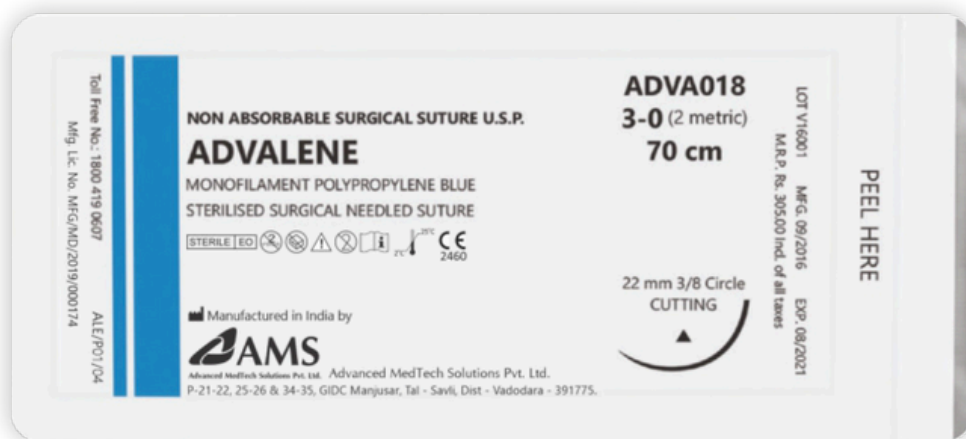 Toll Free No.: 1800 419 0607 ALE/P01/04
Mfg. Lic. No. MFG/MD/2019/000174
NON ABSORBABLE SURGICAL SUTURE U.S.P.
ADVALENE
MONOFILAMENT POLYPROPYLENE BLUE
STERILISED SURGICAL NEEDLED SUTURE
STERILE EO 2°C 25°C CE
2460
Manufactured in India by
AMS
Advanced MedTech Solutions Pvt. Ltd. Advanced MedTech Solutions Pvt. Ltd.
P-21-22, 25-26 & 34-35, GIDC Manjusar, Tal - Savli, Dist - Vadodara - 391775.
ADVA018
3-0 (2 metric)
70 cm
22 mm 3/8 Circle
CUTTING
LOT V16001 MFG. 09/2016 EXP. 08/2021
M.R.P. Rs. 305.00 Ind. of all taxes
PEEL HERE